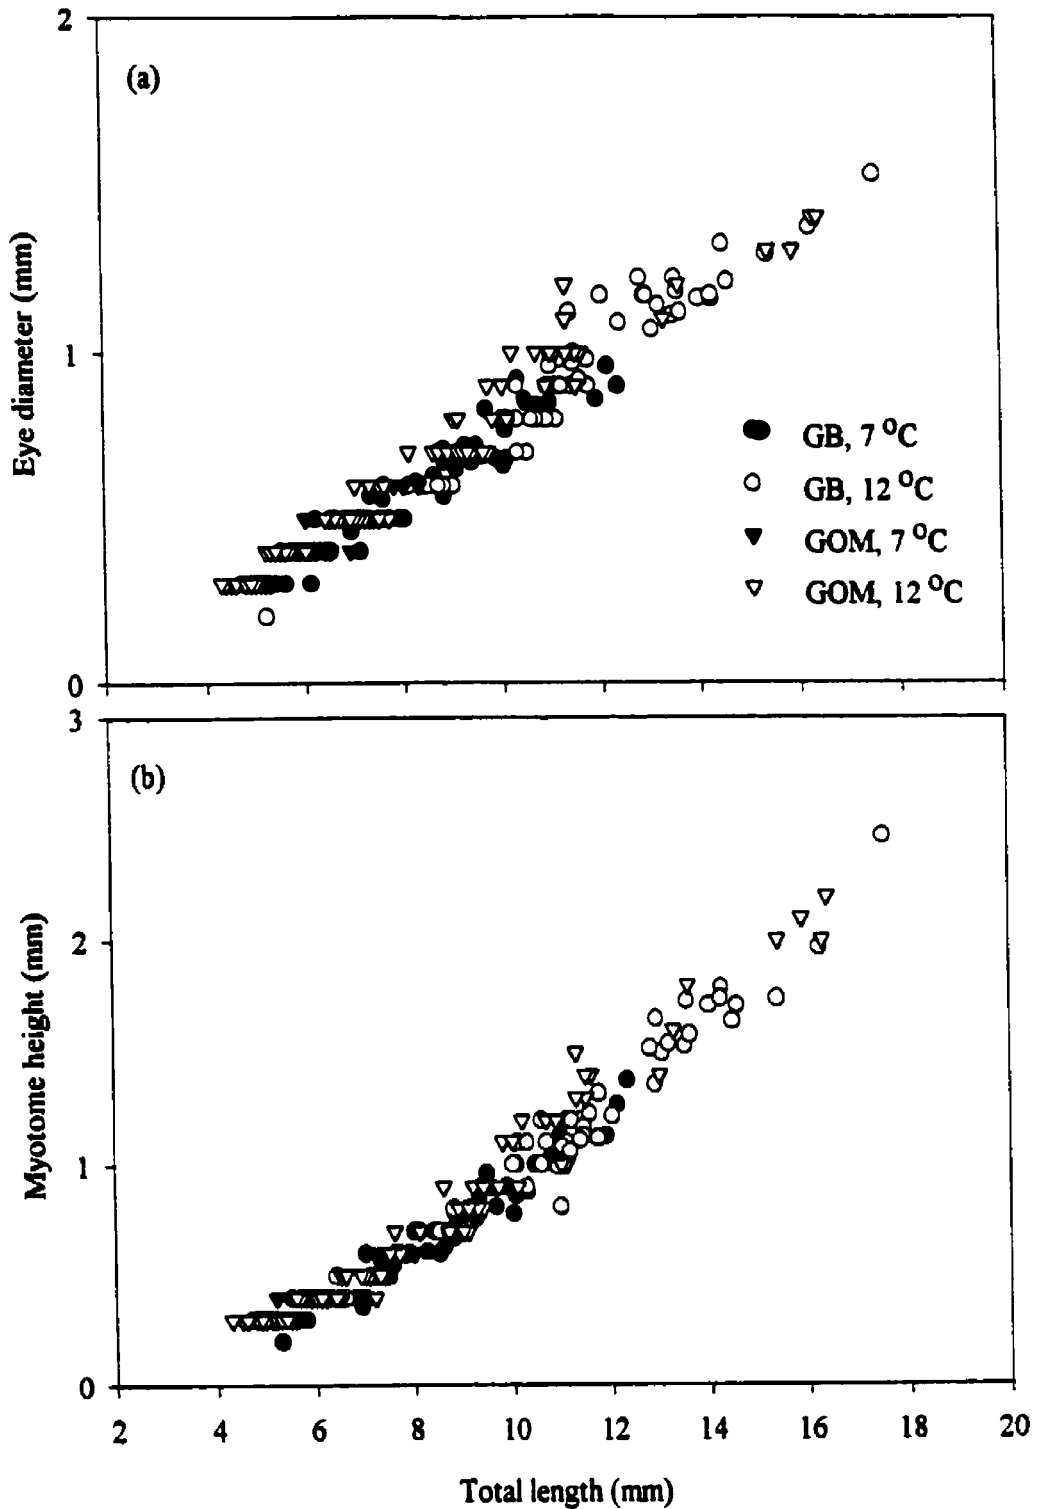 2
(a)
Eye diameter (mm)
1
GB, 7 °C
GB, 12 °C
GOM, 7 °C
GOM, 12 °C
0
3
(b)
Myotome height (mm)
2
1
0
2 4 6 8 10 12 14 16 18 20
Total length (mm)